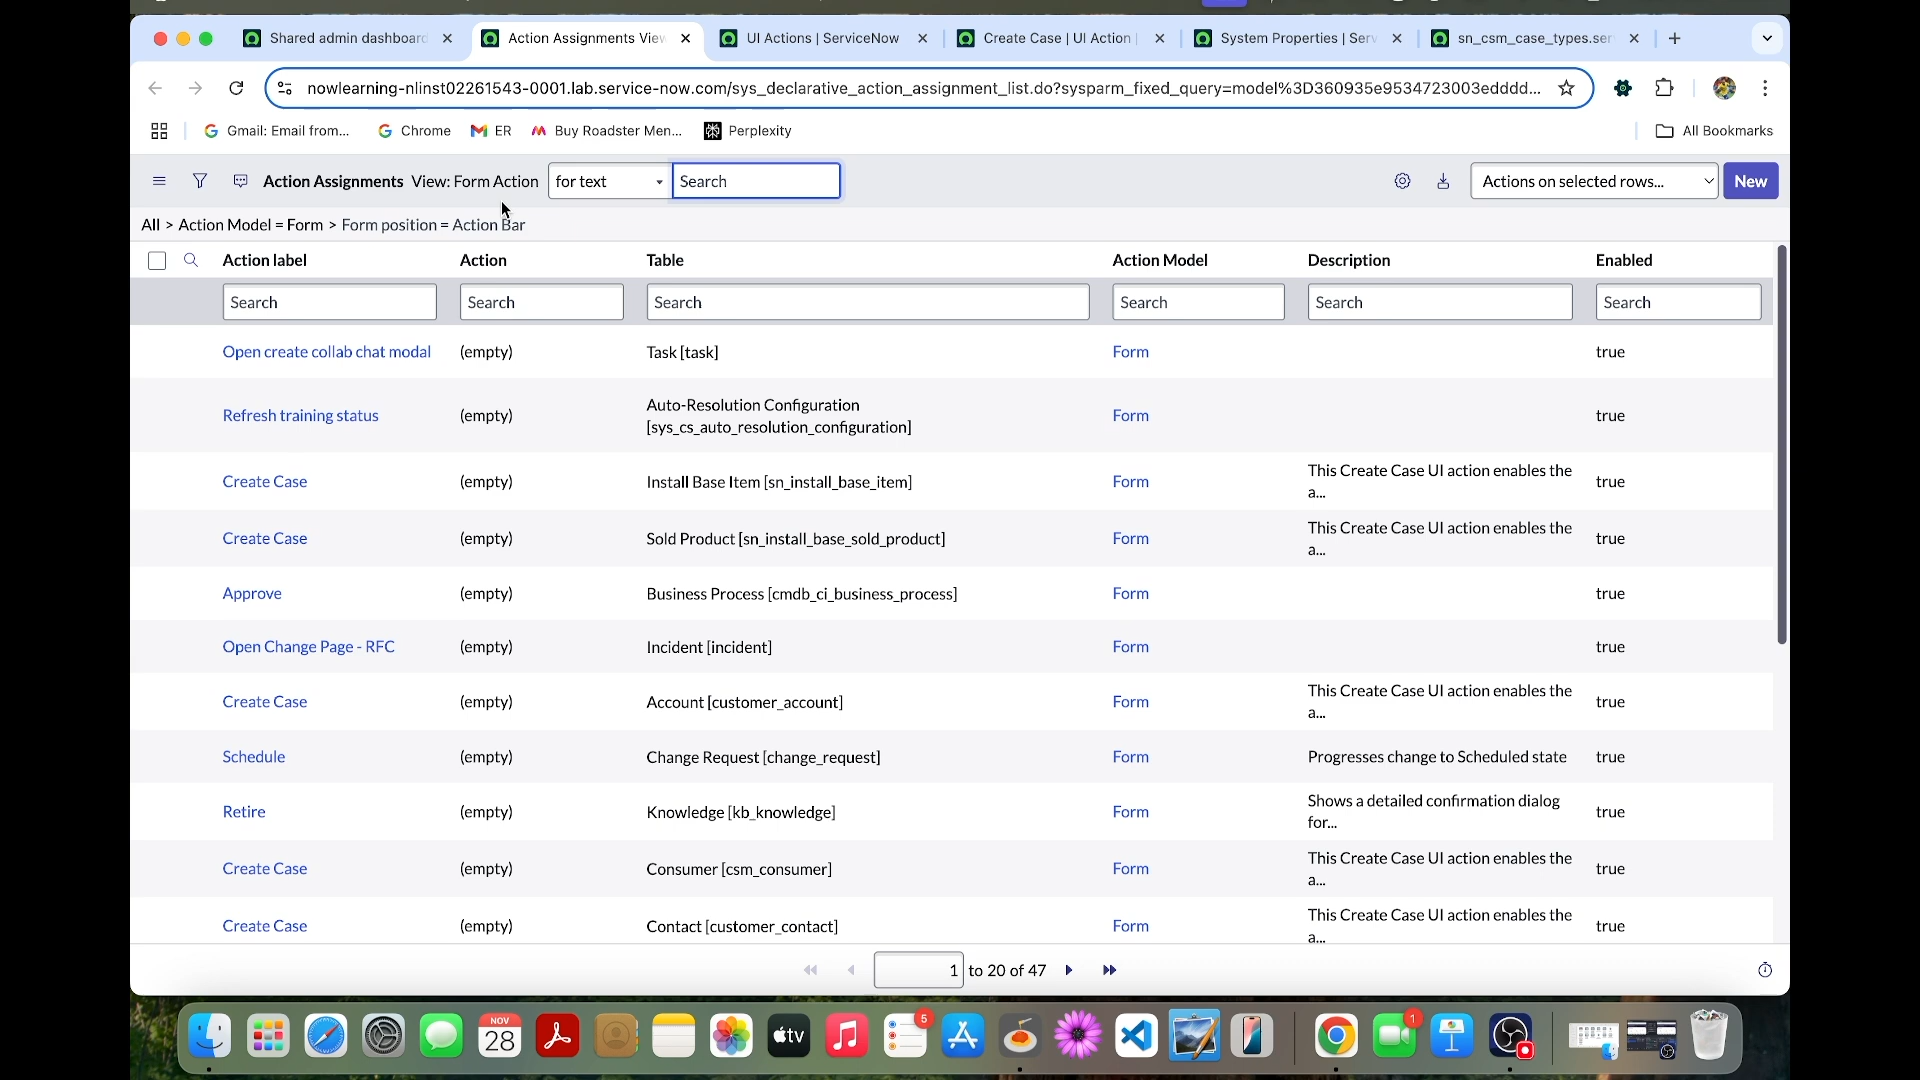 Shared admin dashboard
Action Assignments View
UI Actions | ServiceNow
Create Case | UI Action |
System Properties | Serv
sn_csm_case_types.ser
nowlearning-nlinst02261543-0001.lab.service-now.com/sys_declarative_action_assignment_list.do?sysparm_fixed_query=model%3D360935e9534723003edddd...
Gmail: Email from...
Chrome
ER
Buy Roadster Men...
Perplexity
All Bookmarks
Action Assignments View: Form Action
for text
Search
Actions on selected rows...
New
All > Action Model = Form > Form position = Action Bar
Action label Action Table Action Model Description Enabled
Search Search Search Search Search Search
Open create collab chat modal (empty) Task [task] Form true
Refresh training status (empty) Auto-Resolution Configuration [sys_cs_auto_resolution_configuration] Form true
Create Case (empty) Install Base Item [sn_install_base_item] Form This Create Case UI action enables the a... true
Create Case (empty) Sold Product [sn_install_base_sold_product] Form This Create Case UI action enables the a... true
Approve (empty) Business Process [cmdb_ci_business_process] Form true
Open Change Page - RFC (empty) Incident [incident] Form true
Create Case (empty) Account [customer_account] Form This Create Case UI action enables the a... true
Schedule (empty) Change Request [change_request] Form Progresses change to Scheduled state true
Retire (empty) Knowledge [kb_knowledge] Form Shows a detailed confirmation dialog for... true
Create Case (empty) Consumer [csm_consumer] Form This Create Case UI action enables the a... true
Create Case (empty) Contact [customer_contact] Form This Create Case UI action enables the a... true
1 to 20 of 47
NOV
28
tv
5
1